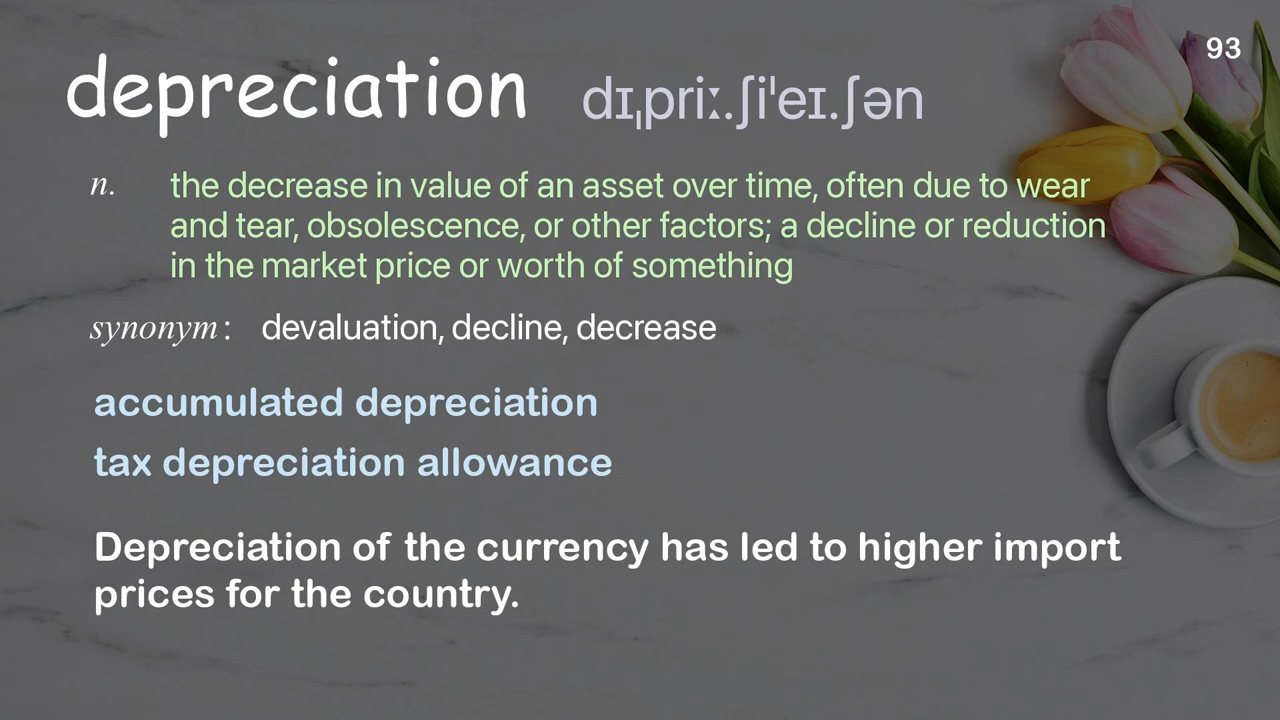 93
depreciation dɪˌpriː.ʃiˈeɪ.ʃən
n. the decrease in value of an asset over time, often due to wear
and tear, obsolescence, or other factors; a decline or reduction
in the market price or worth of something
synonym: devaluation, decline, decrease
accumulated depreciation
tax depreciation allowance
Depreciation of the currency has led to higher import
prices for the country.